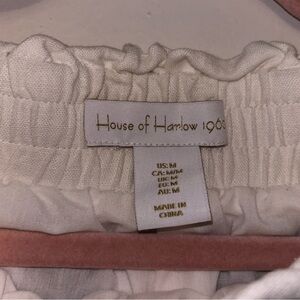 House of Harlow 1960
US: M
CA: M/M
UK: M
EU: M
AU: M
MADE IN
CHINA